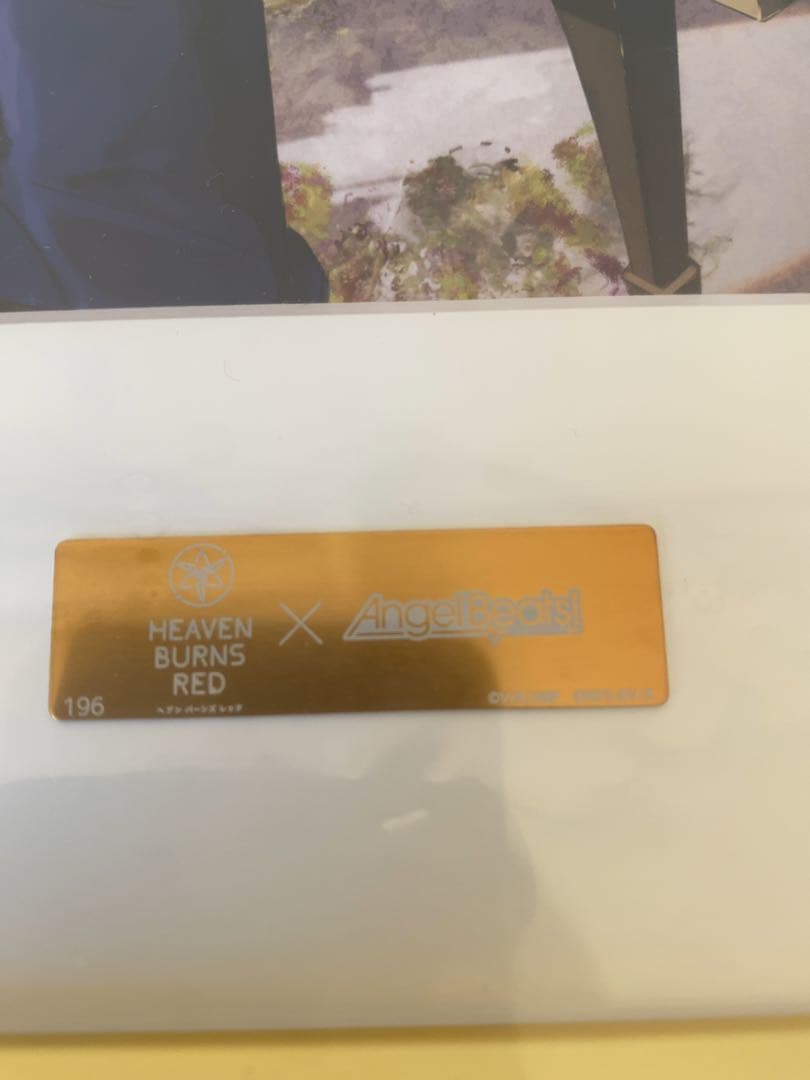 HEAVEN
BURNS
RED
ヘブン バーンズ レッド
×
AngelBeats!
196